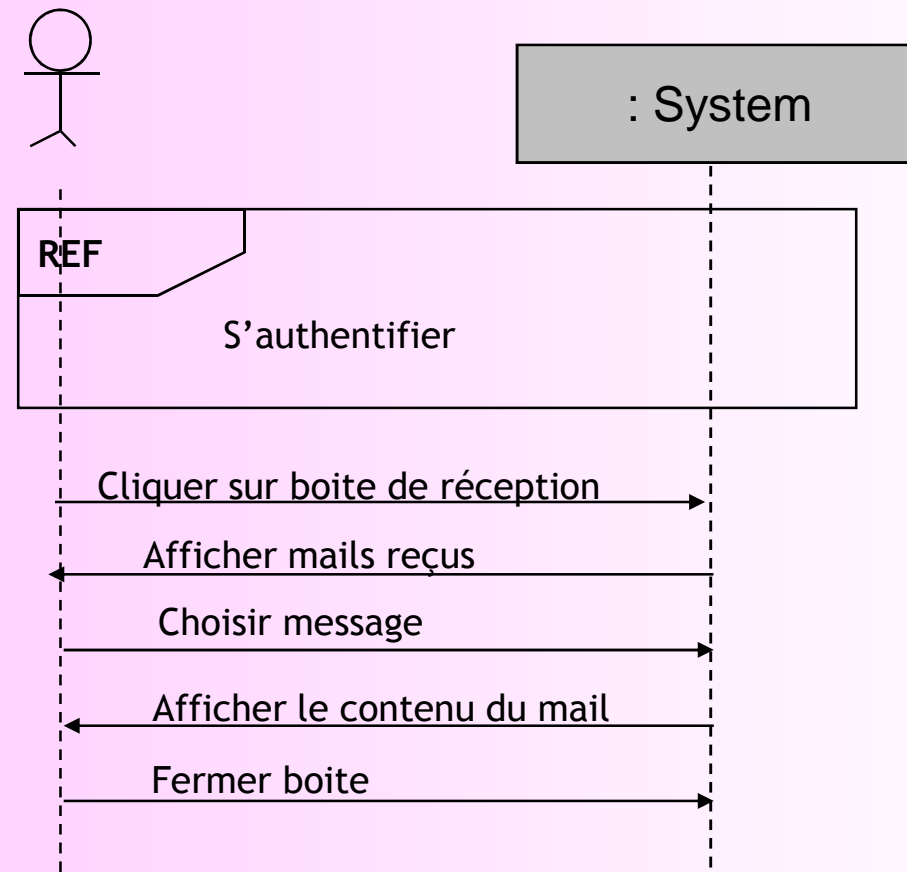 : System
REF
S’authentifier
Cliquer sur boite de réception
Afficher mails reçus
Choisir message
Afficher le contenu du mail
Fermer boite